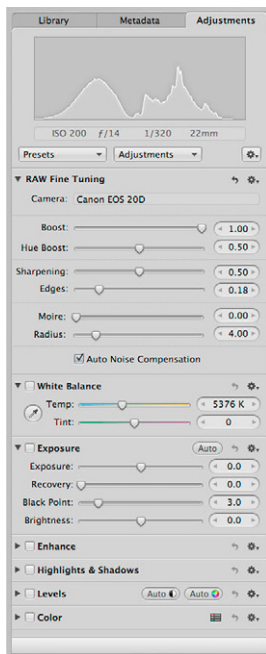 Library Metadata Adjustments
ISO 200 ƒ/14 1/320 22mm
Presets Adjustments
RAW Fine Tuning
Camera: Canon EOS 20D
Boost: 1.00
Hue Boost: 0.50
Sharpening: 0.50
Edges: 0.18
Moire: 0.00
Radius: 4.00
Auto Noise Compensation
White Balance
Temp: 5376 K
Tint: 0
Exposure Auto
Exposure: 0.0
Recovery: 0.0
Black Point: 3.0
Brightness: 0.0
Enhance
Highlights & Shadows
Levels Auto Auto
Color